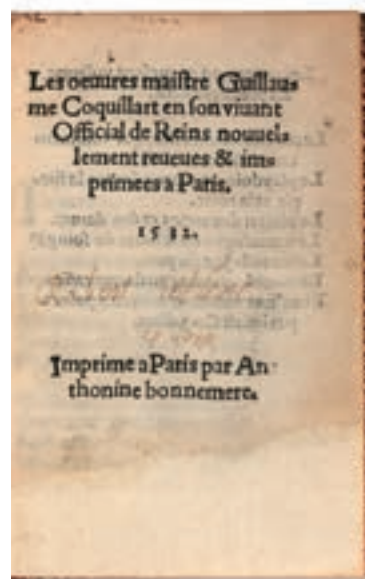 Les oeuures maistre Guillau-
me Coquillart en son viuant
Official de Reins nouuel-
lement reueues & im-
primees a Paris.
1532.
Imprime a Paris par An-
thonine bonnemere.